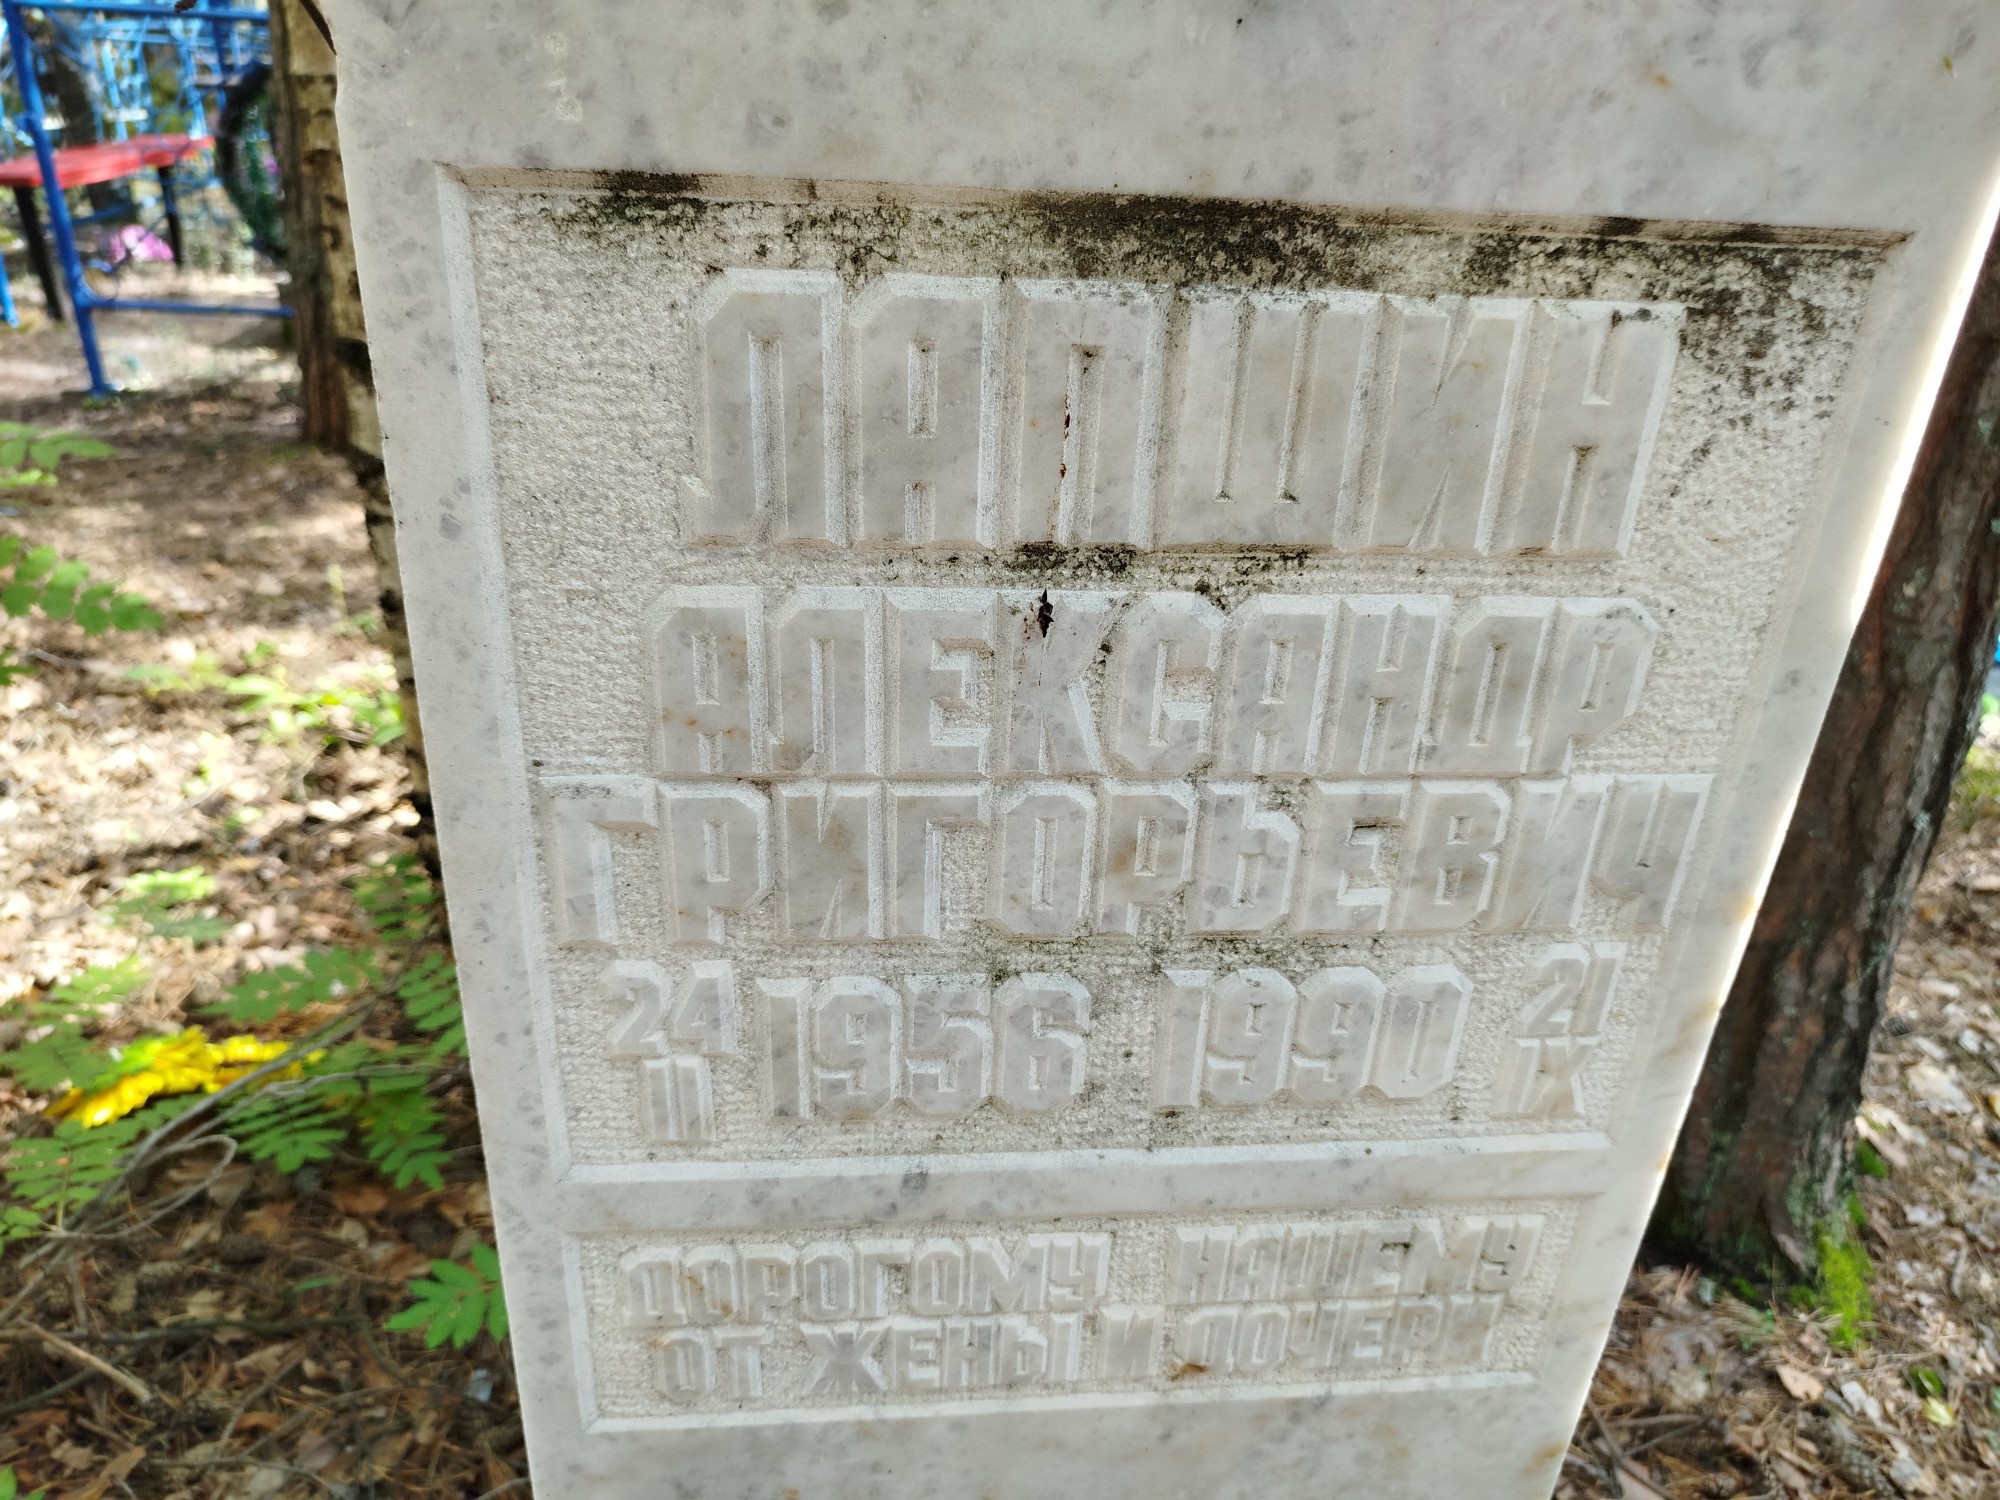 ЛАПШИН
АЛЕКСАНДР
ГРИГОРЬЕВИЧ
24 II 1956 1990 21 IX
ДОРОГОМУ НАШЕМУ
ОТ ЖЕНЫ И ДОЧЕРИ